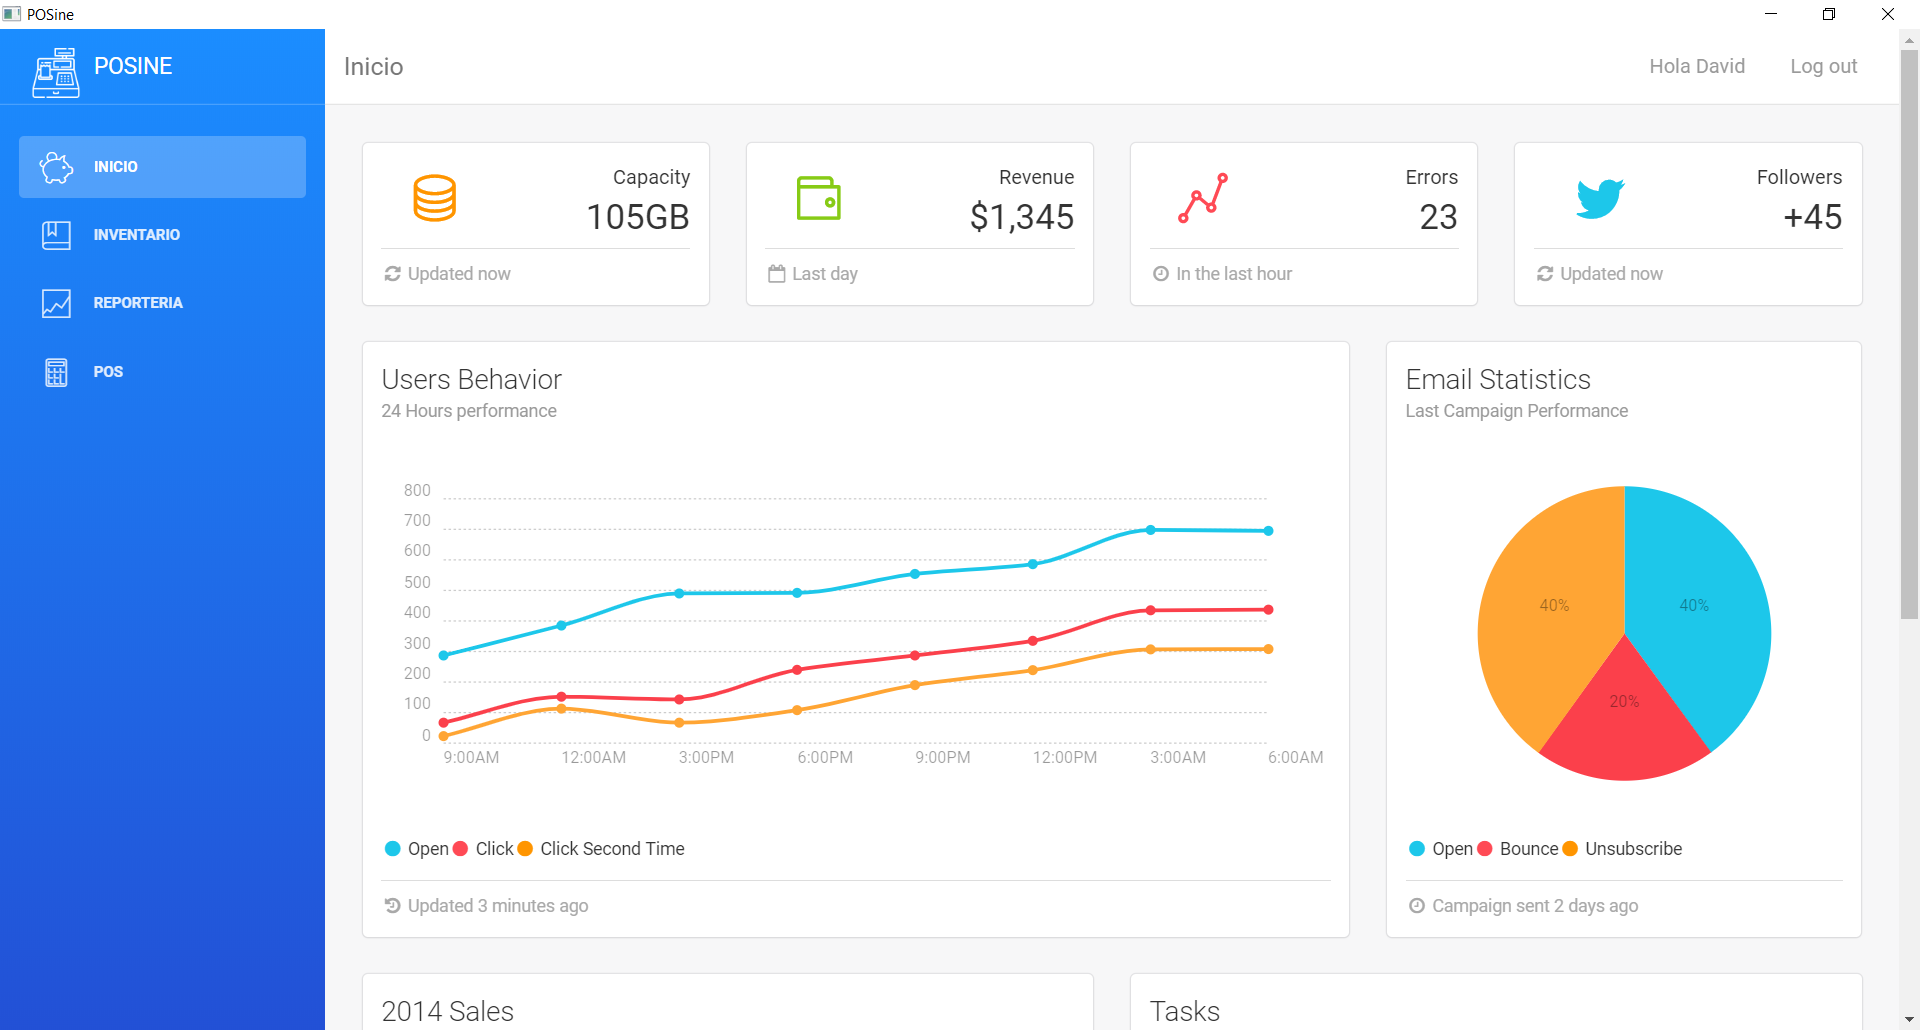 POSine
POSINE
INICIO
INVENTARIO
REPORTERIA
POS
Inicio
Hola David
Log out
Capacity
105GB
Updated now
Revenue
$1,345
Last day
Errors
23
In the last hour
Followers
+45
Updated now
Users Behavior
24 Hours performance
800
700
600
500
400
300
200
100
0
9:00AM 12:00AM 3:00PM 6:00PM 9:00PM 12:00PM 3:00AM 6:00AM
Open Click Click Second Time
Updated 3 minutes ago
Email Statistics
Last Campaign Performance
40% 40%
20%
Open Bounce Unsubscribe
Campaign sent 2 days ago
2014 Sales
Tasks